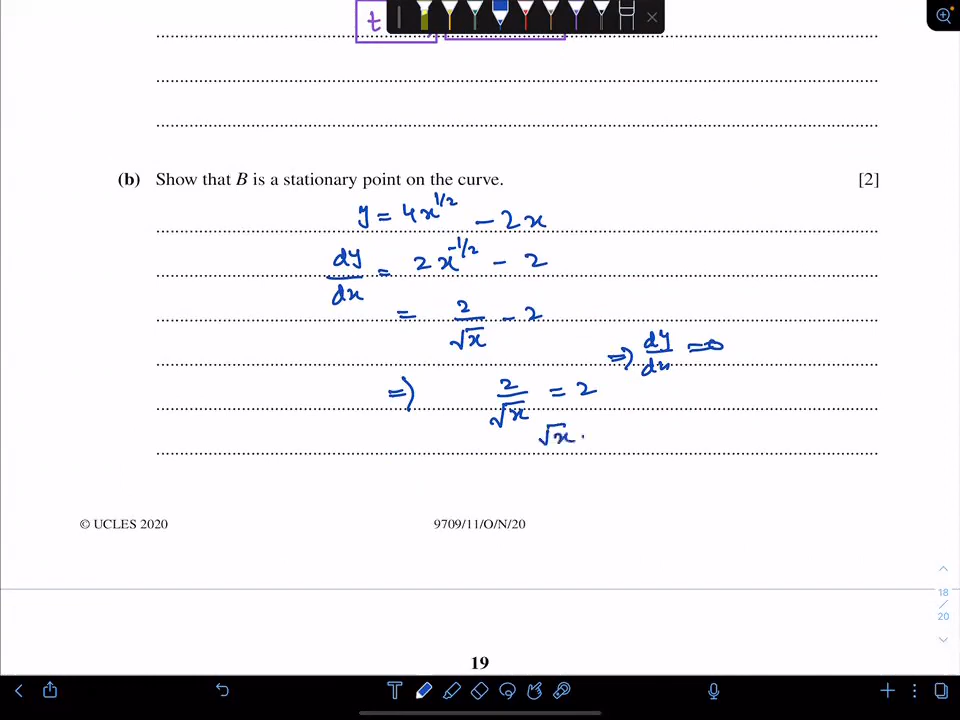 t
(b) Show that B is a stationary point on the curve. [2]
y = 4x^{1/2} - 2x
dy/dx = 2x^{-1/2} - 2
= 2/√x - 2
⇒ dy/dx = 0
⇒ 2/√x = 2
√x
© UCLES 2020 9709/11/O/N/20
18
/
20
19
T